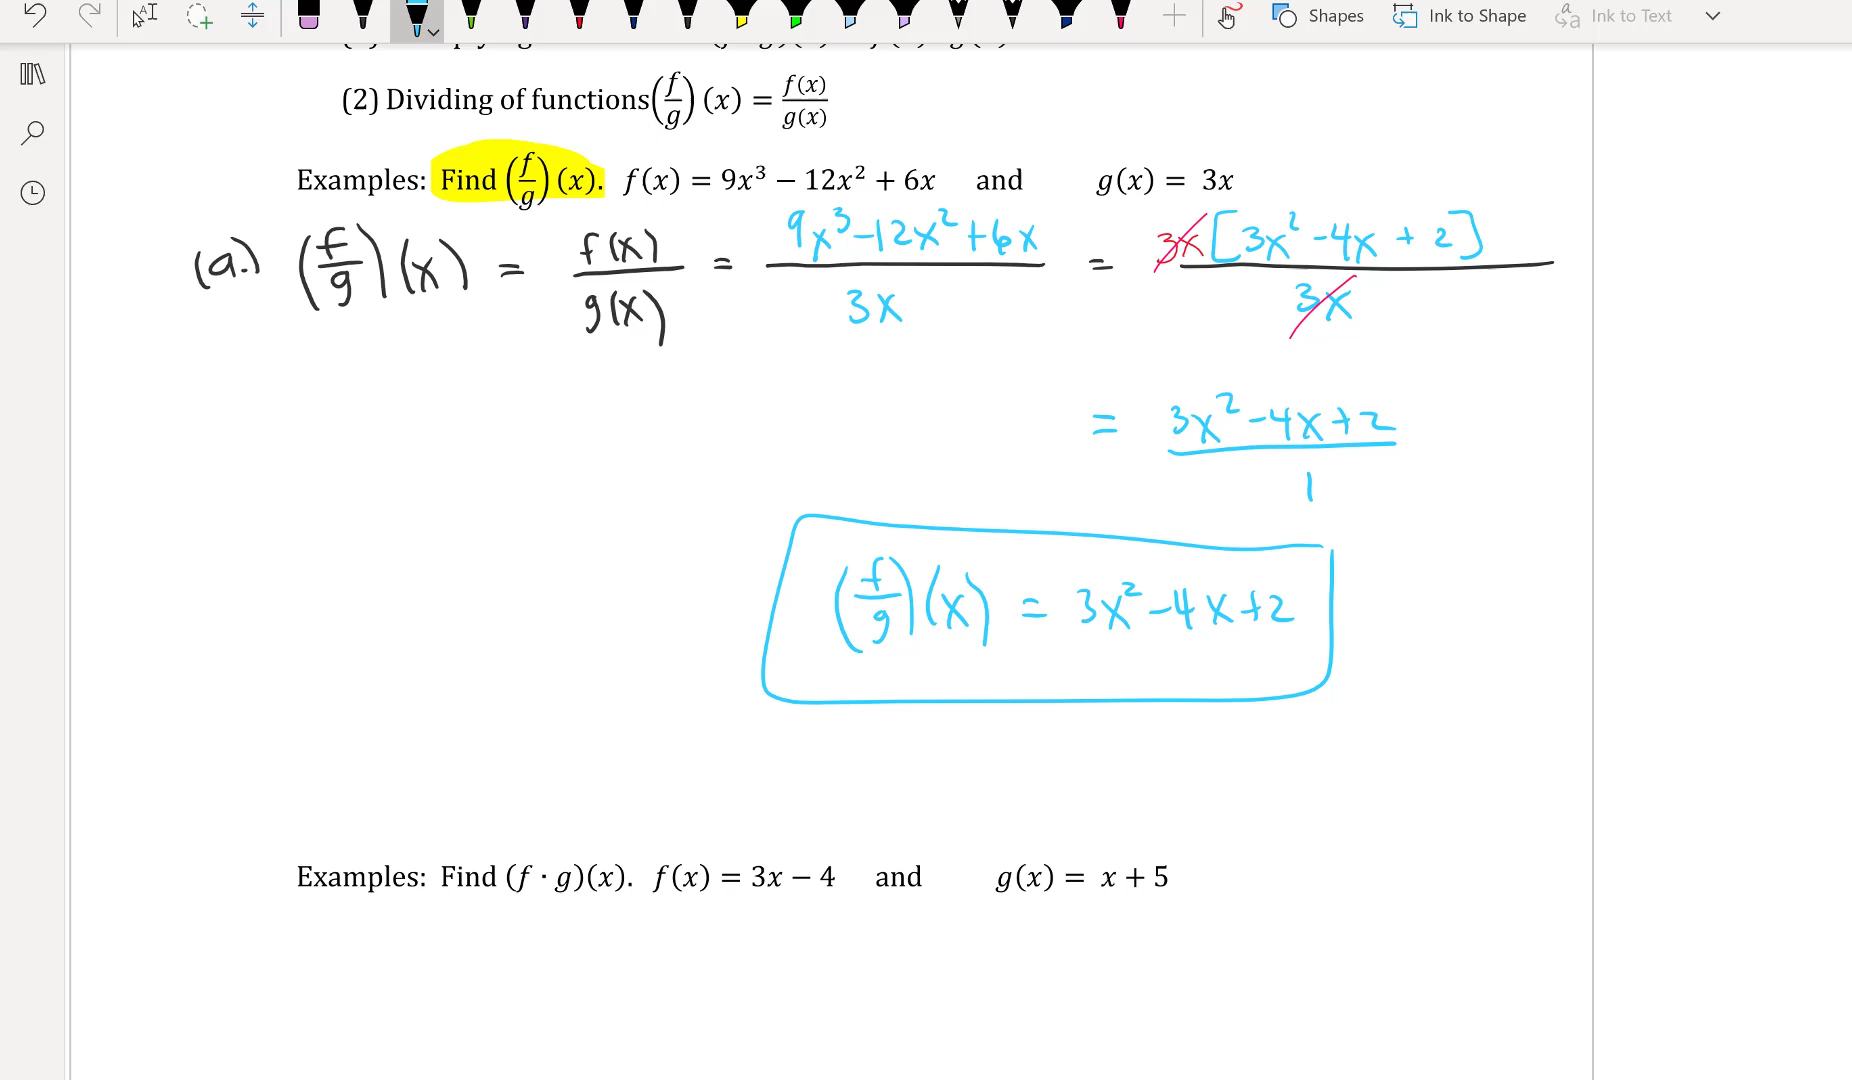 Shapes Ink to Shape Ink to Text
(2) Dividing of functions (f/g)(x) = f(x)/g(x)
Examples: Find (f/g)(x). f(x) = 9x³ − 12x² + 6x and g(x) = 3x
(a.) (f/g)(x) = f(x)/g(x) = 9x³-12x²+6x/3x = 3x[3x²-4x+2]/3x
= 3x²-4x+2/1
(f/g)(x) = 3x²-4x+2
Examples: Find (f · g)(x). f(x) = 3x − 4 and g(x) = x + 5